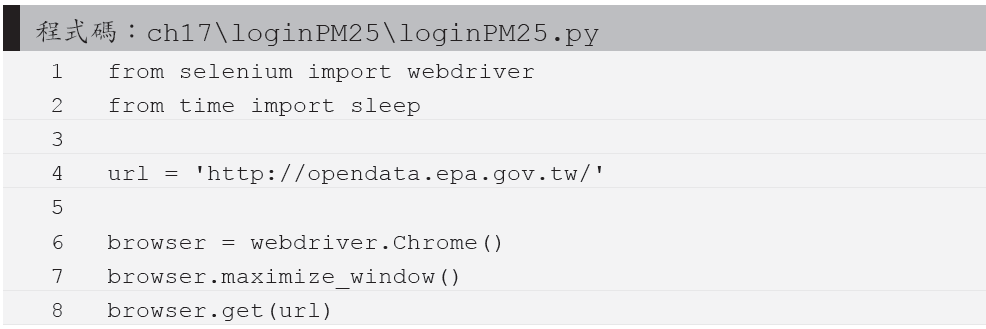 程式碼：ch17\loginPM25\loginPM25.py
1 from selenium import webdriver
2 from time import sleep
3
4 url = 'http://opendata.epa.gov.tw/'
5
6 browser = webdriver.Chrome()
7 browser.maximize_window()
8 browser.get(url)